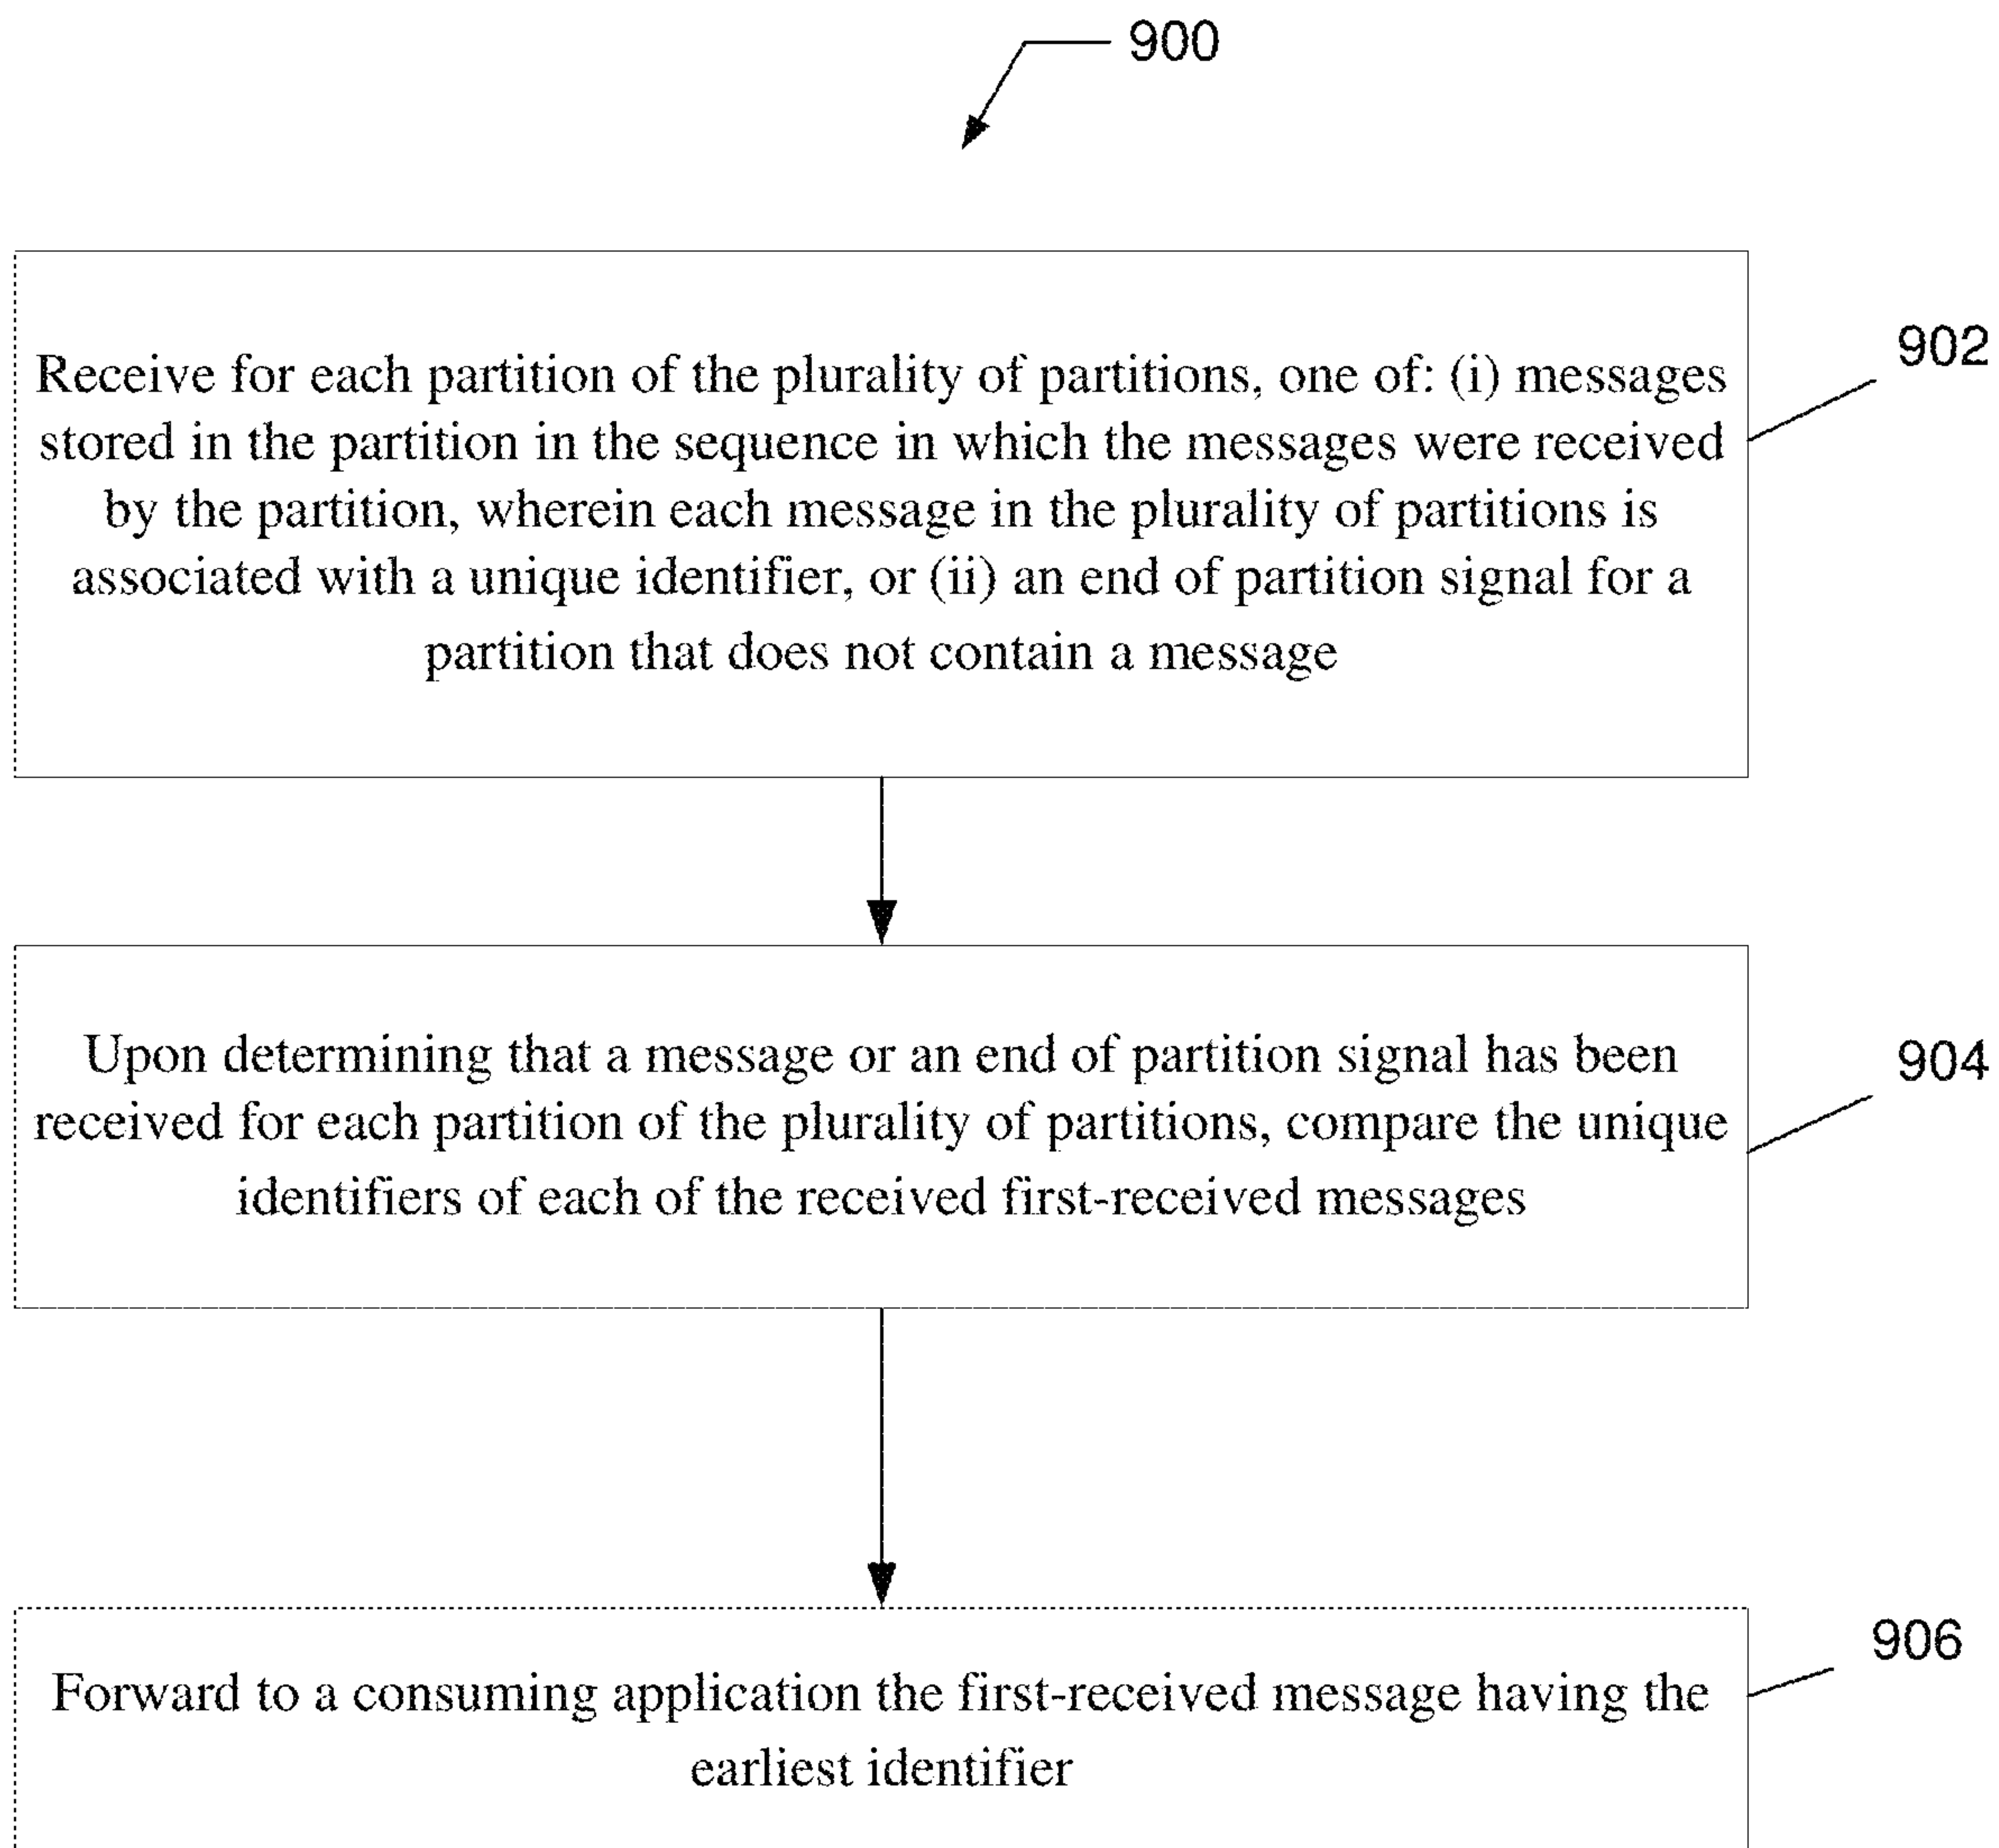 900
Receive for each partition of the plurality of partitions, one of: (i) messages
stored in the partition in the sequence in which the messages were received
by the partition, wherein each message in the plurality of partitions is
associated with a unique identifier, or (ii) an end of partition signal for a
partition that does not contain a message
902
Upon determining that a message or an end of partition signal has been
received for each partition of the plurality of partitions, compare the unique
identifiers of each of the received first-received messages
904
Forward to a consuming application the first-received message having the
earliest identifier
906